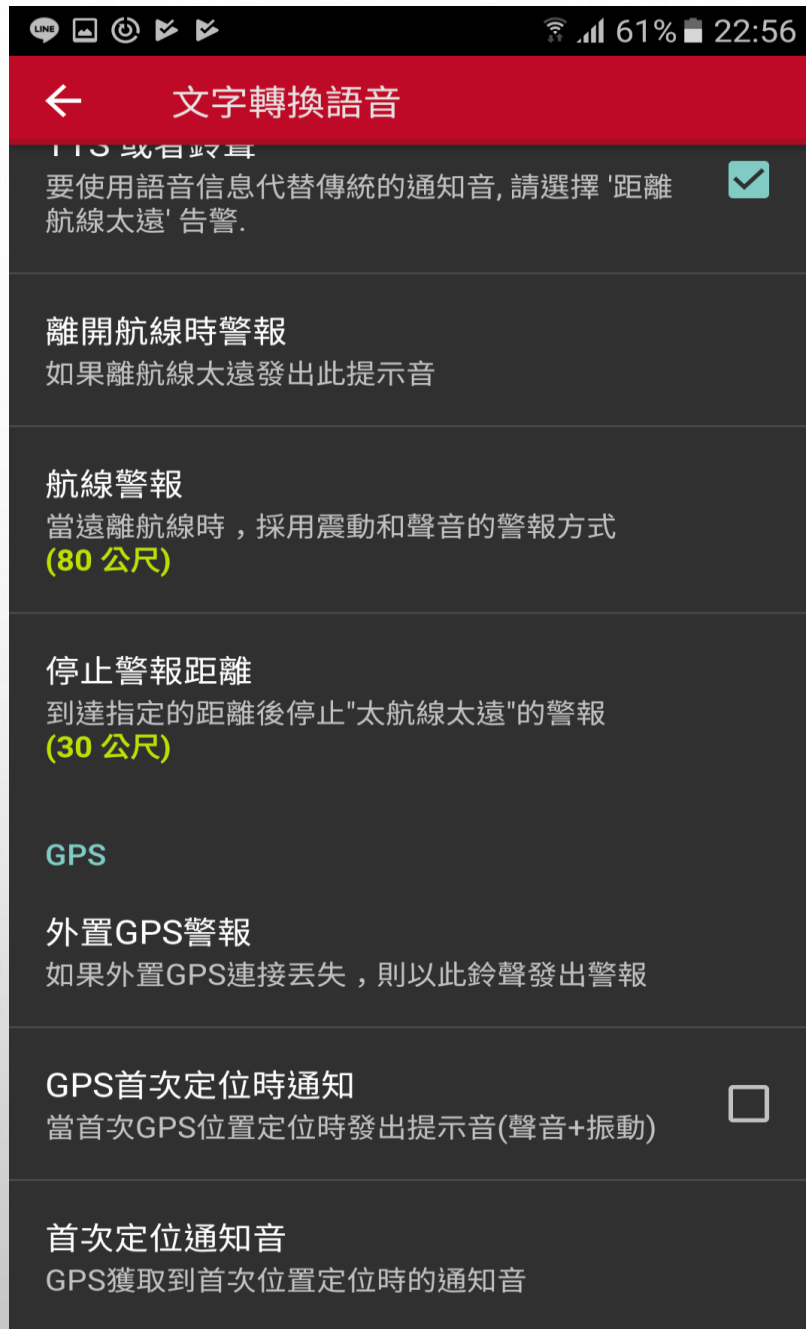 LINE
61% 22:56
文字轉換語音
TTS 或者鈴聲
要使用語音信息代替傳統的通知音, 請選擇 '距離
航線太遠' 告警.
離開航線時警報
如果離航線太遠發出此提示音
航線警報
當遠離航線時，採用震動和聲音的警報方式
(80 公尺)
停止警報距離
到達指定的距離後停止"太航線太遠"的警報
(30 公尺)
GPS
外置GPS警報
如果外置GPS連接丟失，則以此鈴聲發出警報
GPS首次定位時通知
當首次GPS位置定位時發出提示音(聲音+振動)
首次定位通知音
GPS獲取到首次位置定位時的通知音